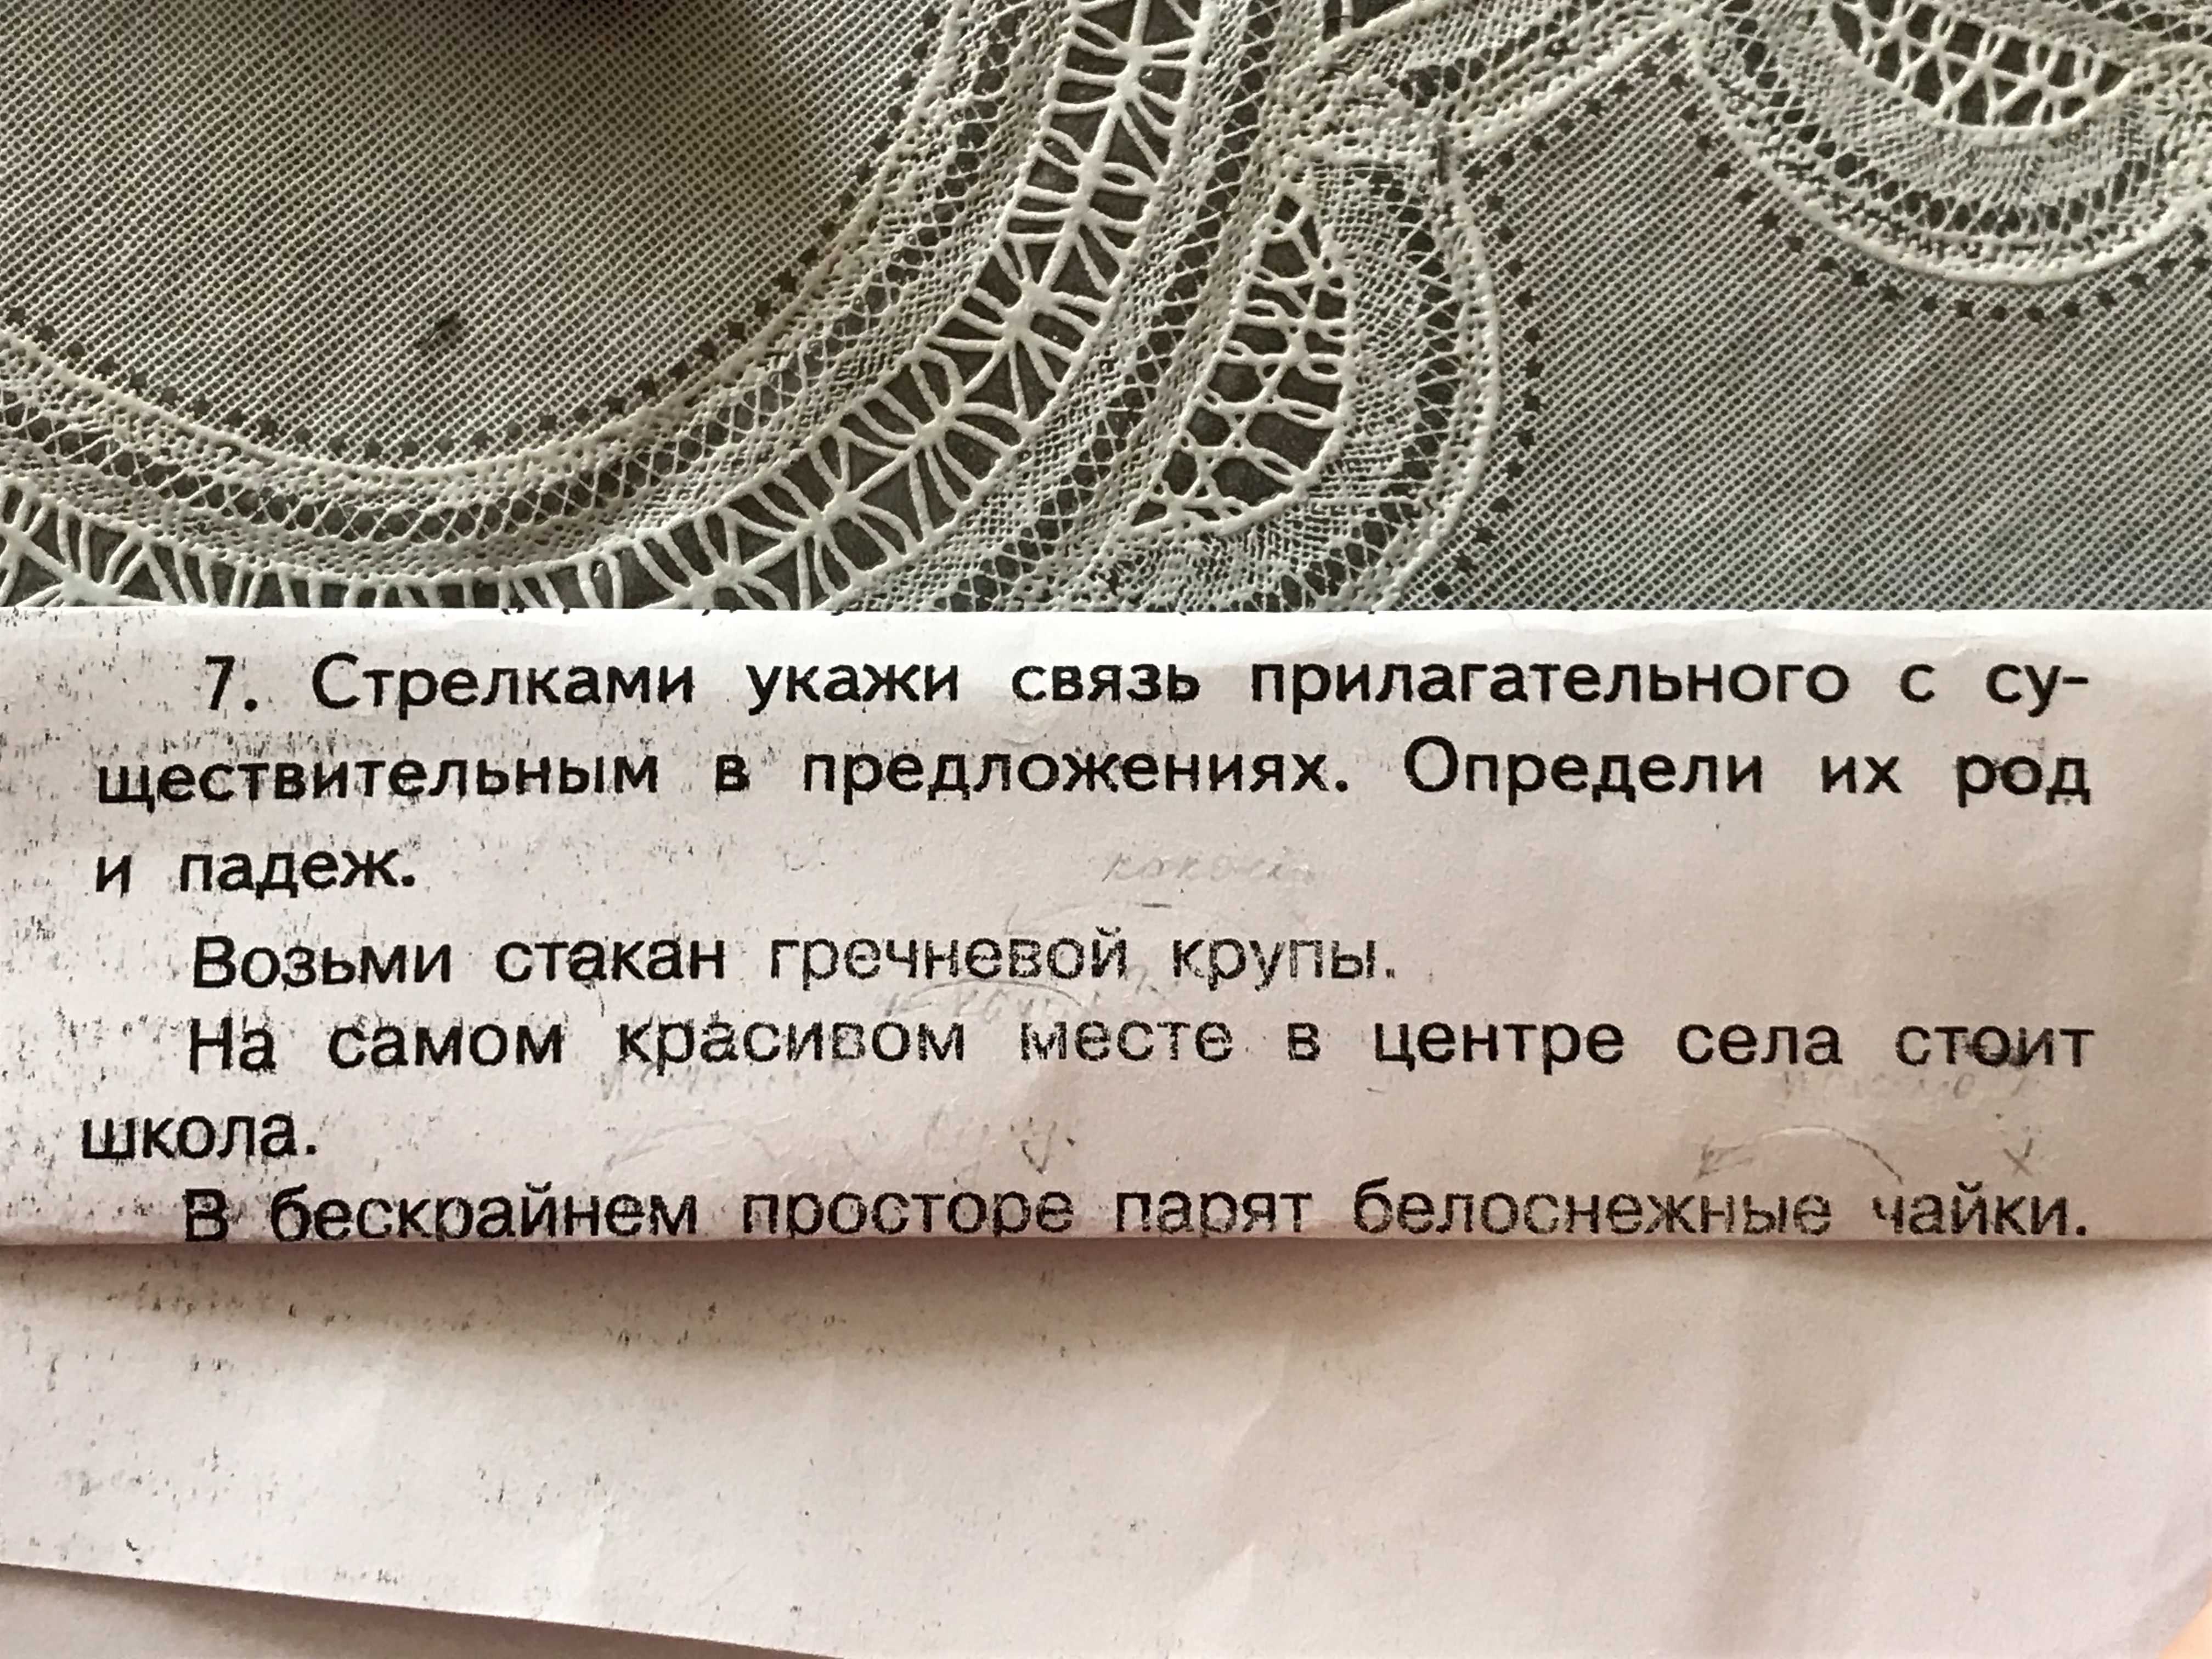 7. Стрелками укажи связь прилагательного с су-
ществительным в предложениях. Определи их род
и падеж.
какой
Возьми стакан гречневой крупы.
На самом красивом месте в центре села стоит
школа.
В бескрайнем просторе парят белоснежные чайки.